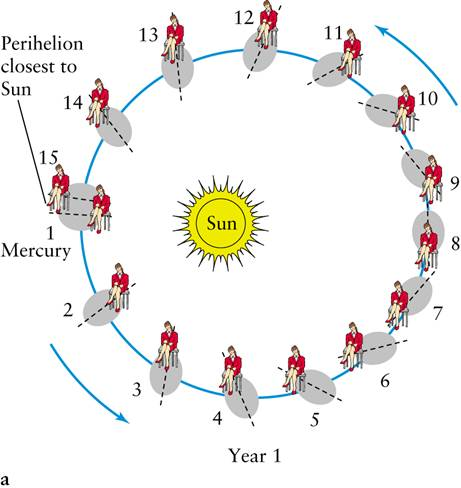 13
12
11
Perihelion
closest to
Sun
14
10
15
9
Sun
1
Mercury
8
2
7
6
3
4
5
Year 1
a